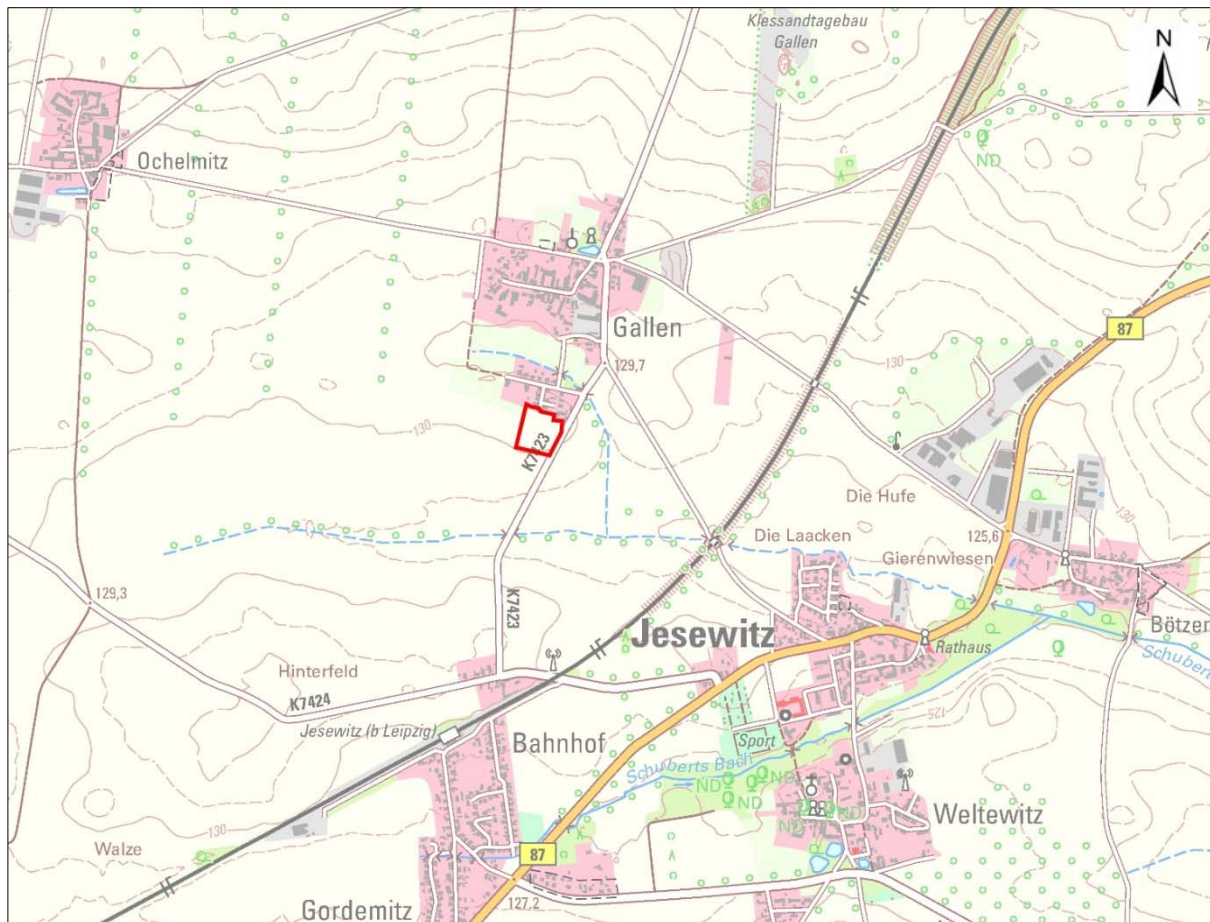 Klessandtagebau
Gallen
N
Ochelmitz
ND
Gallen
129,7
87
130
130
K7423
Die Hufe
130
Die Laacken
125,6
Gierenwiesen
129,3
K7423
Jesewitz
Rathaus
Bötzen
Schubert
Hinterfeld
K7424
125
Jesewitz (b Leipzig)
Bahnhof
Sport
Schuberts Bach
ND
ND
ND
ND
Weltewitz
130
Walze
87
127,2
Gordemitz